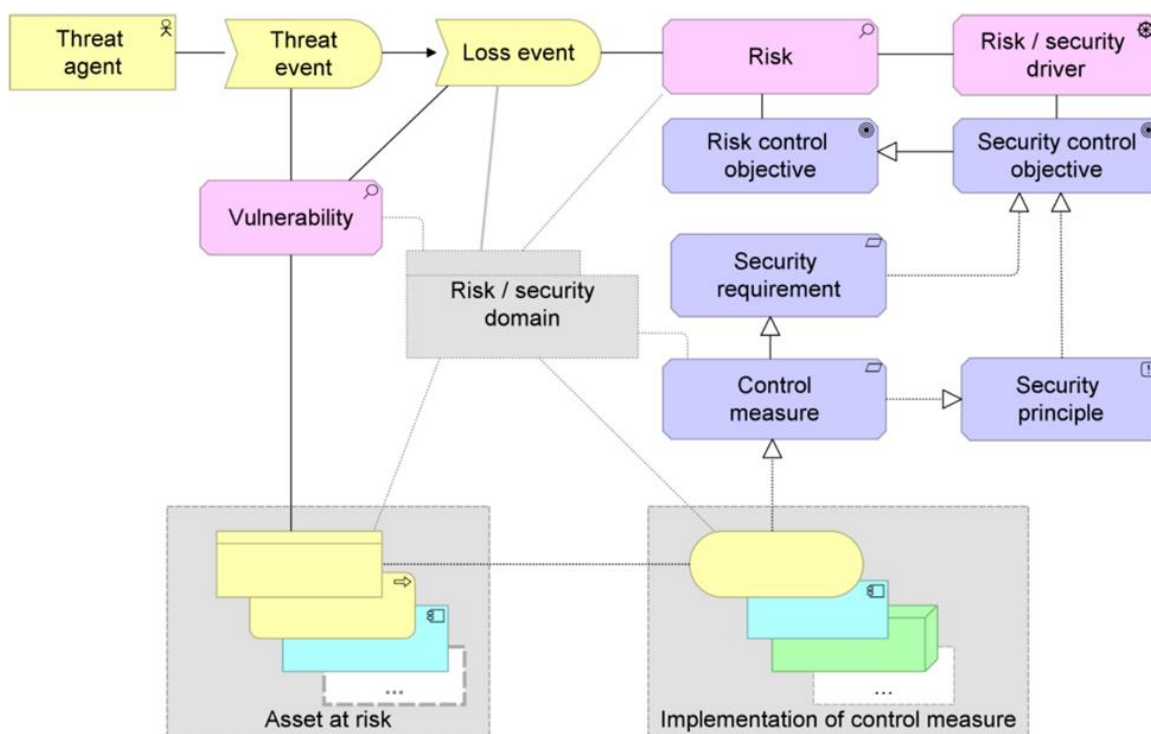 Threat
agent
Threat
event
Loss event
Risk
Risk / security
driver
Risk control
objective
Security control
objective
Vulnerability
Security
requirement
Risk / security
domain
Control
measure
Security
principle
...
Asset at risk
...
Implementation of control measure